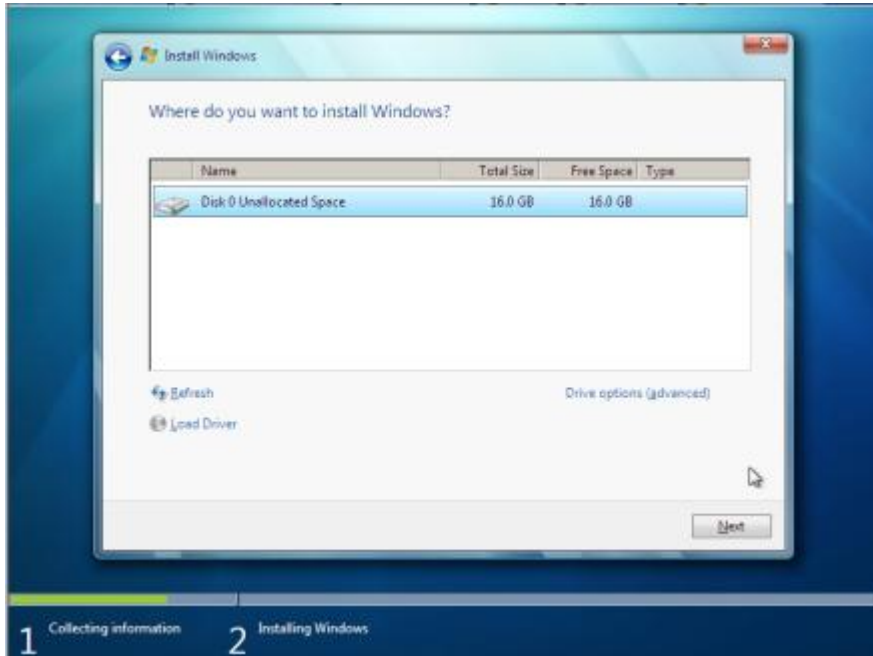 Install Windows
Where do you want to install Windows?
Name Total Size Free Space Type
Disk 0 Unallocated Space 16.0 GB 16.0 GB
Refresh Drive options (advanced)
Load Driver
Next
1 Collecting information 2 Installing Windows